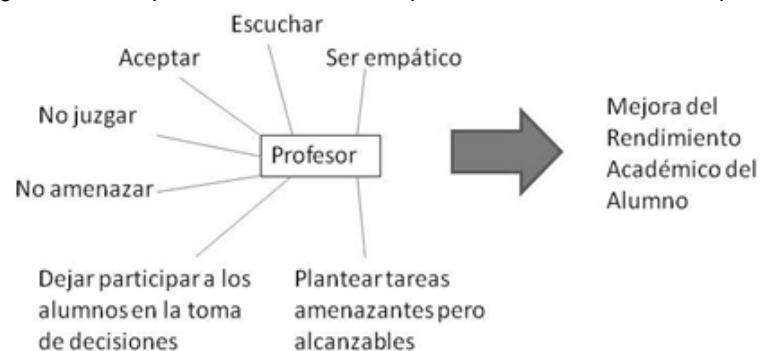 Escuchar
Aceptar
Ser empático
No juzgar
Profesor
No amenazar
Dejar participar a los
alumnos en la toma
de decisiones
Plantear tareas
amenazantes pero
alcanzables
Mejora del
Rendimiento
Académico del
Alumno